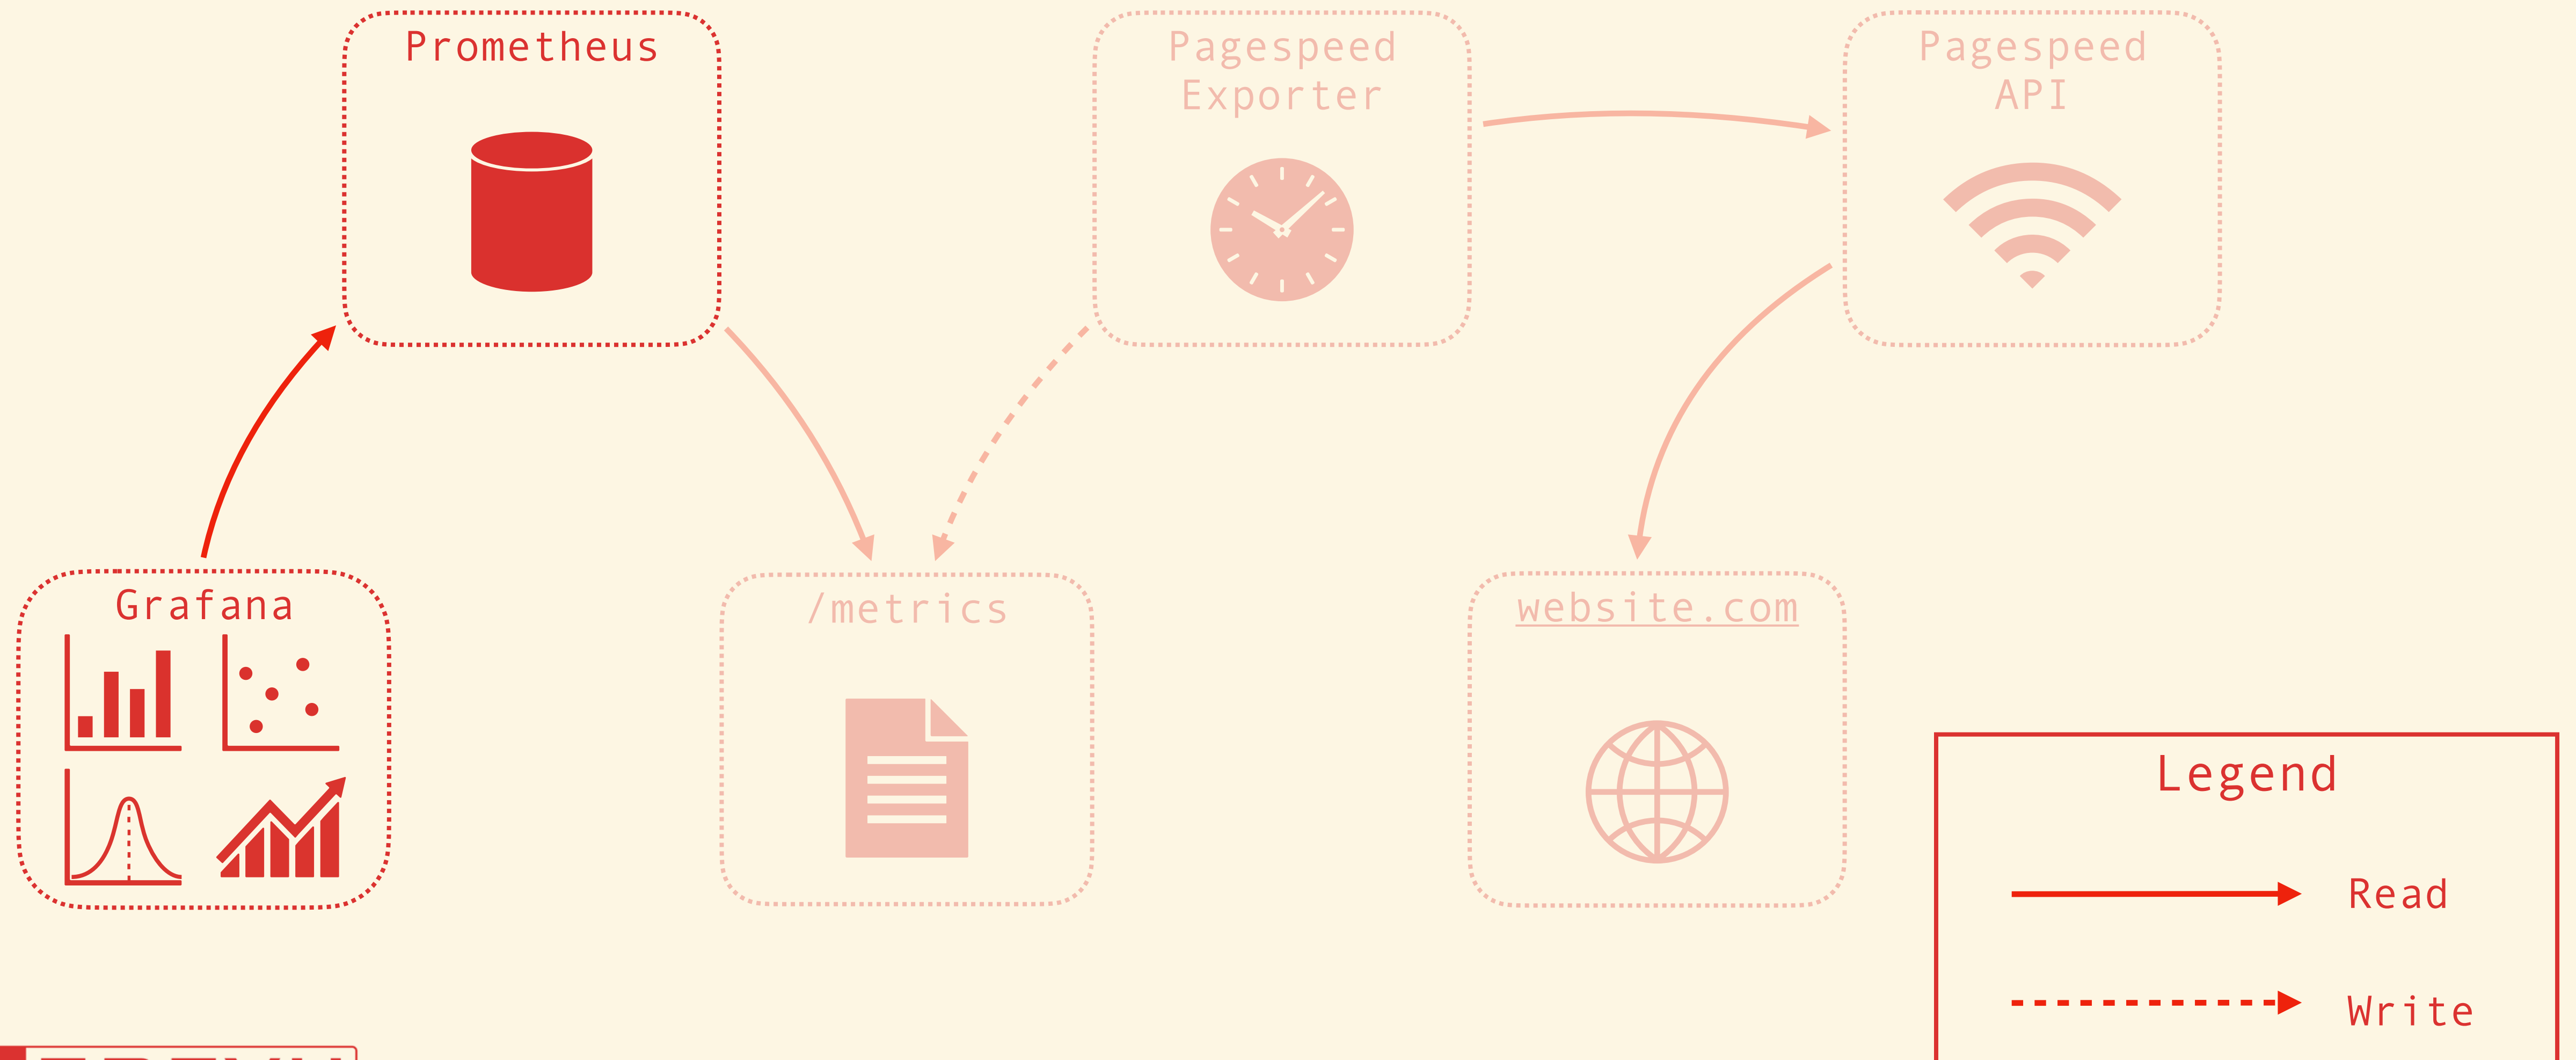 Prometheus
Pagespeed
Exporter
Pagespeed
API
Grafana
/metrics
website.com
Legend
Read
Write